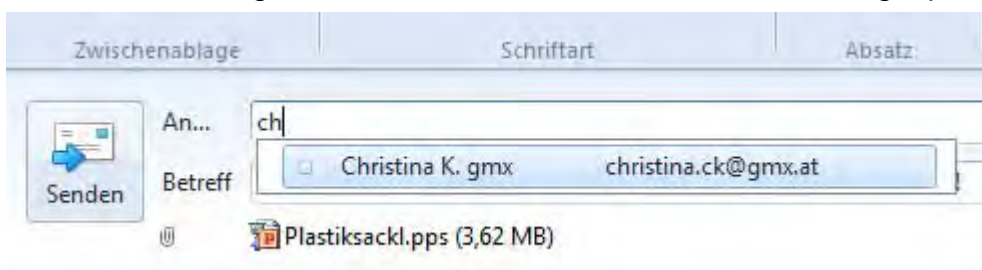 Zwischenablage Schriftart Absatz
An... ch
Christina K. gmx christina.ck@gmx.at
Senden Betreff !
Plastiksackl.pps (3,62 MB)